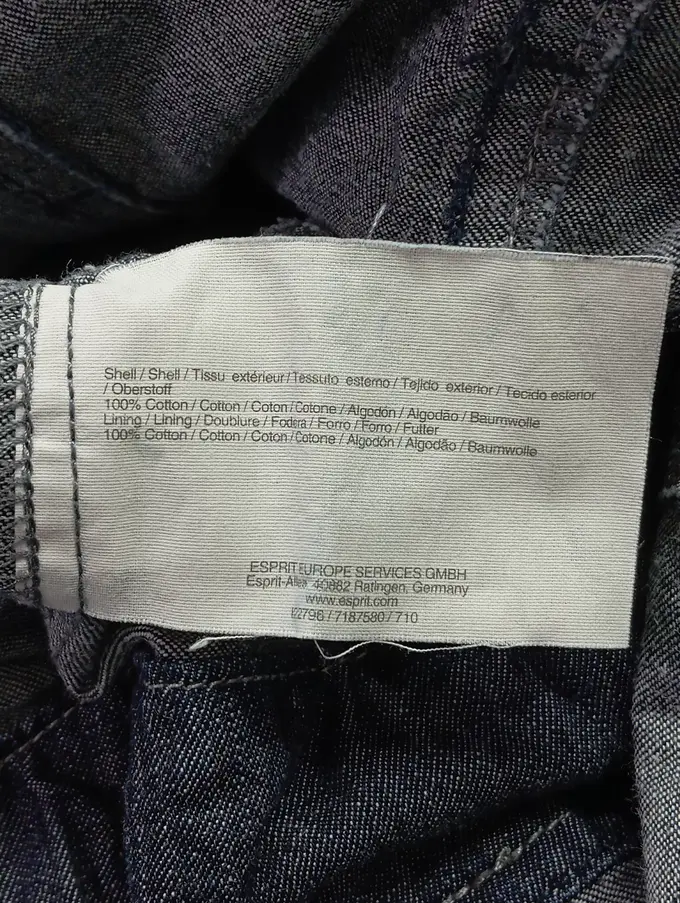 Shell / Shell / Tissu extérieur / Tessuto esterno / Tejido exterior / Tecido esterior
/ Oberstoff
100% Cotton / Cotton / Coton / Cotone / Algodón / Algodão / Baumwolle
Lining / Lining / Doublure / Fodera / Forro / Forro / Futter
100% Cotton / Cotton / Coton / Cotone / Algodón / Algodão / Baumwolle
ESPRIT EUROPE SERVICES GMBH
Esprit-Allee 40882 Ratingen, Germany
www.esprit.com
/ 7187580 / 710